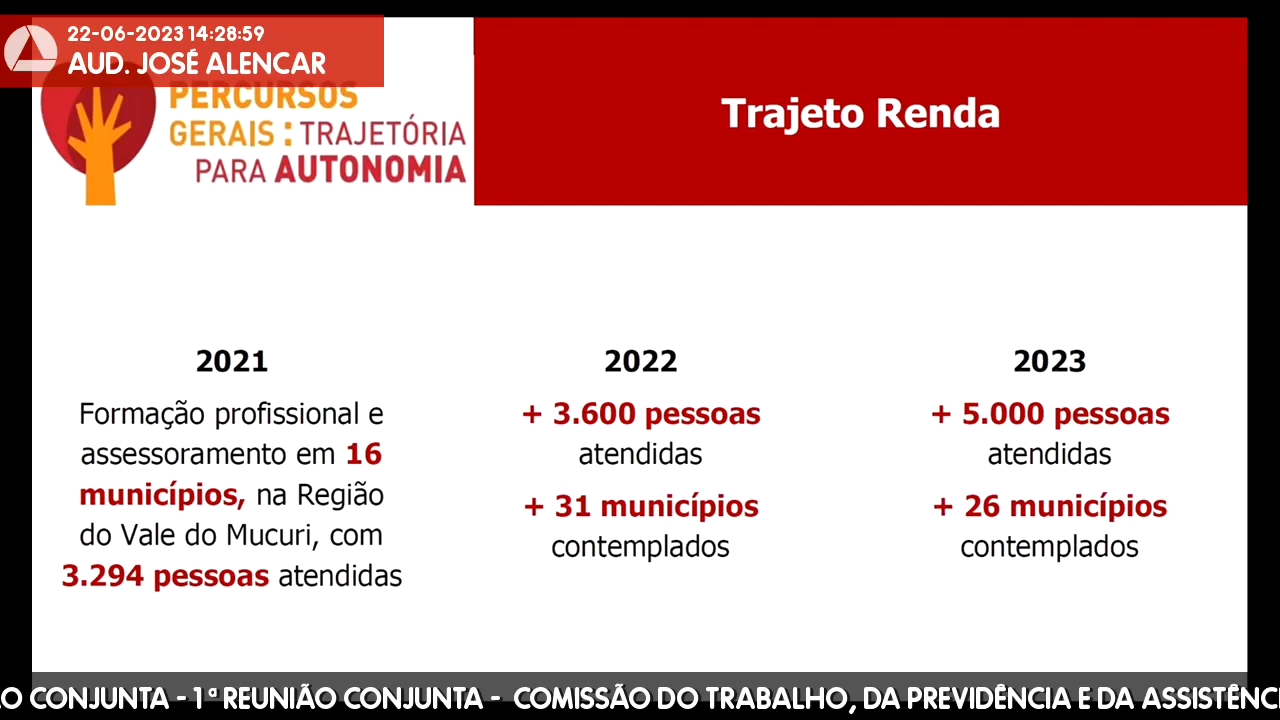 22-06-2023 14:28:59
AUD. JOSÉ ALENCAR
PERCURSOS
GERAIS : TRAJETÓRIA
PARA AUTONOMIA
Trajeto Renda
2021
Formação profissional e
assessoramento em 16
municípios, na Região
do Vale do Mucuri, com
3.294 pessoas atendidas
2022
+ 3.600 pessoas
atendidas
+ 31 municípios
contemplados
2023
+ 5.000 pessoas
atendidas
+ 26 municípios
contemplados
ÃO CONJUNTA - 1ª REUNIÃO CONJUNTA - COMISSÃO DO TRABALHO, DA PREVIDÊNCIA E DA ASSISTÊNC